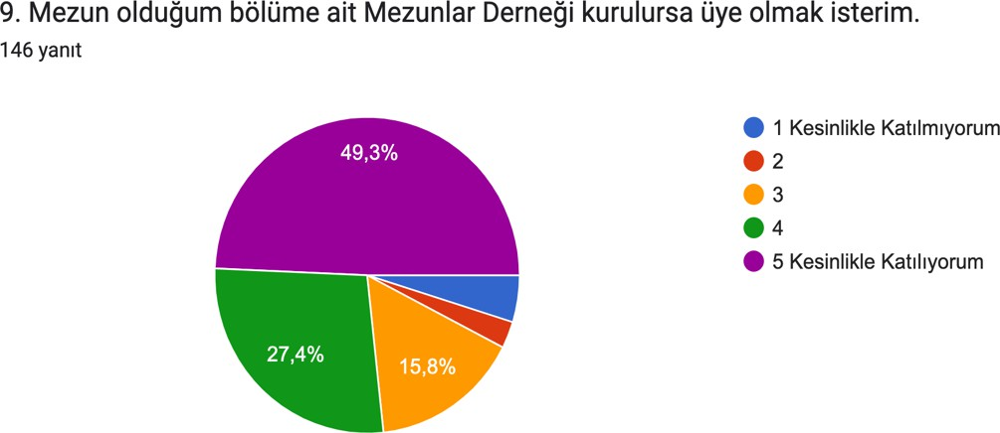 9. Mezun olduğum bölüme ait Mezunlar Derneği kurulursa üye olmak isterim.
146 yanıt
49,3%
27,4%
15,8%
1 Kesinlikle Katılmıyorum
2
3
4
5 Kesinlikle Katılıyorum